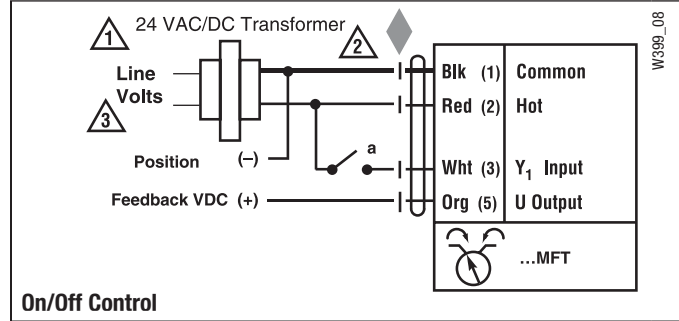 1 24 VAC/DC Transformer
2
W399_08
Line
Volts
3
Blk (1) Common
Red (2) Hot
a
Position (–)
Wht (3) Y₁ Input
Feedback VDC (+)
Org (5) U Output
...MFT
On/Off Control